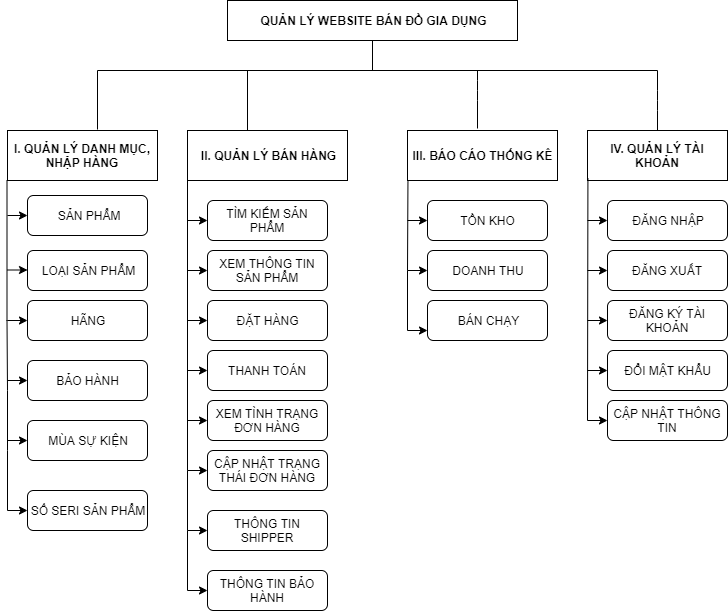 QUẢN LÝ WEBSITE BÁN ĐỒ GIA DỤNG
I. QUẢN LÝ DANH MỤC,
NHẬP HÀNG
SẢN PHẨM
LOẠI SẢN PHẨM
HÃNG
BẢO HÀNH
MÙA SỰ KIỆN
SỐ SERI SẢN PHẨM
II. QUẢN LÝ BÁN HÀNG
TÌM KIẾM SẢN
PHẨM
XEM THÔNG TIN
SẢN PHẨM
ĐẶT HÀNG
THANH TOÁN
XEM TÌNH TRẠNG
ĐƠN HÀNG
CẬP NHẬT TRẠNG
THÁI ĐƠN HÀNG
THÔNG TIN
SHIPPER
THÔNG TIN BẢO
HÀNH
III. BÁO CÁO THỐNG KÊ
TỒN KHO
DOANH THU
BÁN CHẠY
IV. QUẢN LÝ TÀI
KHOẢN
ĐĂNG NHẬP
ĐĂNG XUẤT
ĐĂNG KÝ TÀI
KHOẢN
ĐỔI MẬT KHẨU
CẬP NHẬT THÔNG
TIN